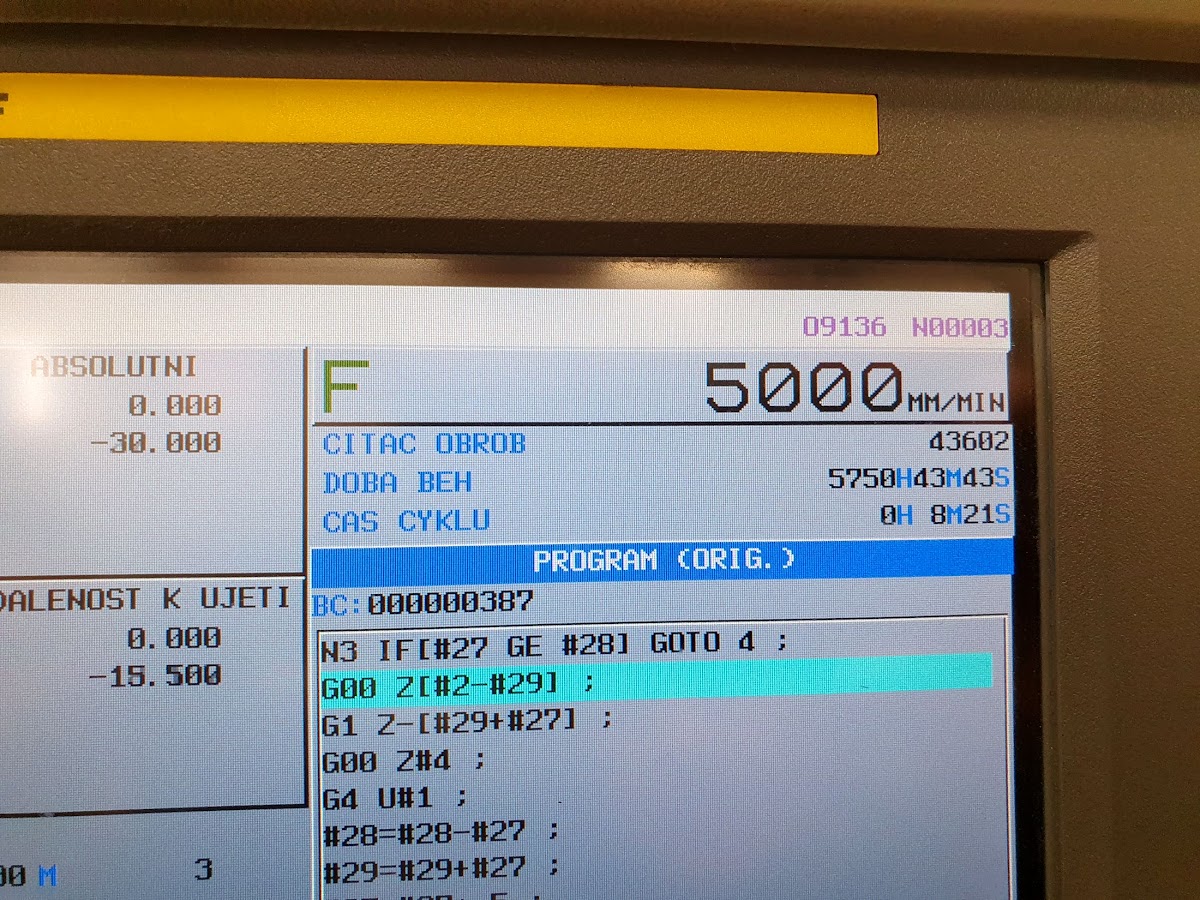 O9136 N00003
ABSOLUTNI
0.000
-30.000
F 5000 MM/MIN
CITAC OBROB 43602
DOBA BEH 5750H43M43S
CAS CYKLU 0H 8M21S
PROGRAM (ORIG.)
DALENOST K UJETI
0.000
-15.500
BC:000000387
N3 IF[#27 GE #28] GOTO 4 ;
G00 Z[#2-#29] ;
G1 Z-[#29+#27] ;
G00 Z#4 ;
G4 U#1 ;
#28=#28-#27 ;
#29=#29+#27 ;
00 M 3